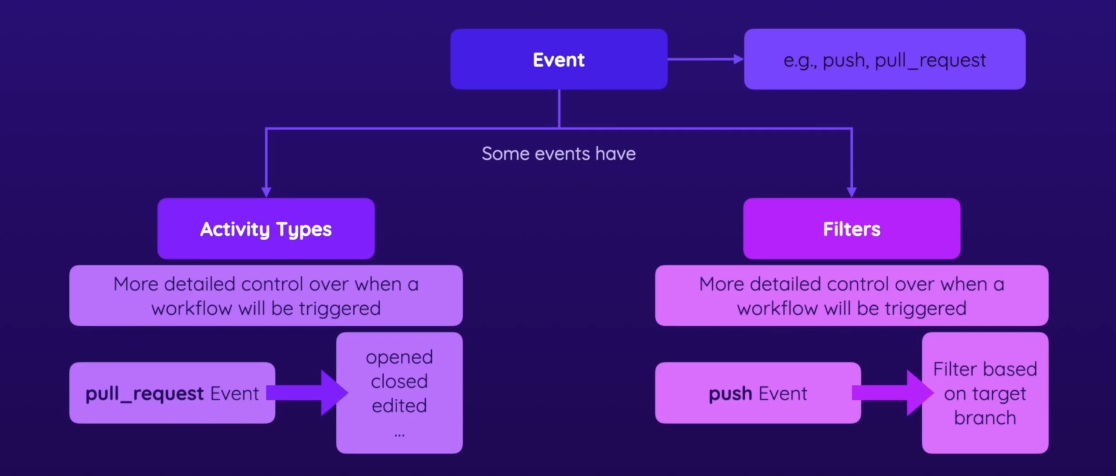 Event
e.g., push, pull_request
Some events have
Activity Types
More detailed control over when a
workflow will be triggered
pull_request Event
opened
closed
edited
...
Filters
More detailed control over when a
workflow will be triggered
push Event
Filter based
on target
branch